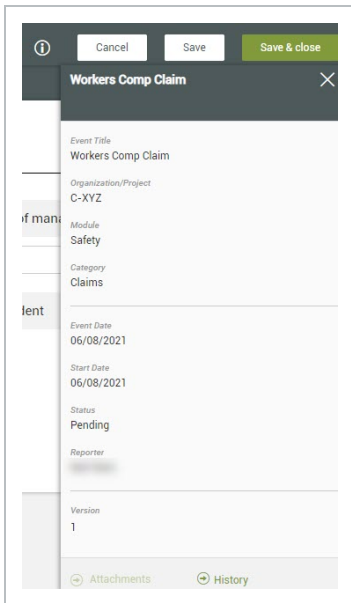 Cancel Save Save & close
Workers Comp Claim
Event Title
Workers Comp Claim
Organization/Project
C-XYZ
of mana
Module
Safety
Category
Claims
dent
Event Date
06/08/2021
Start Date
06/08/2021
Status
Pending
Reporter
Version
1
Attachments History